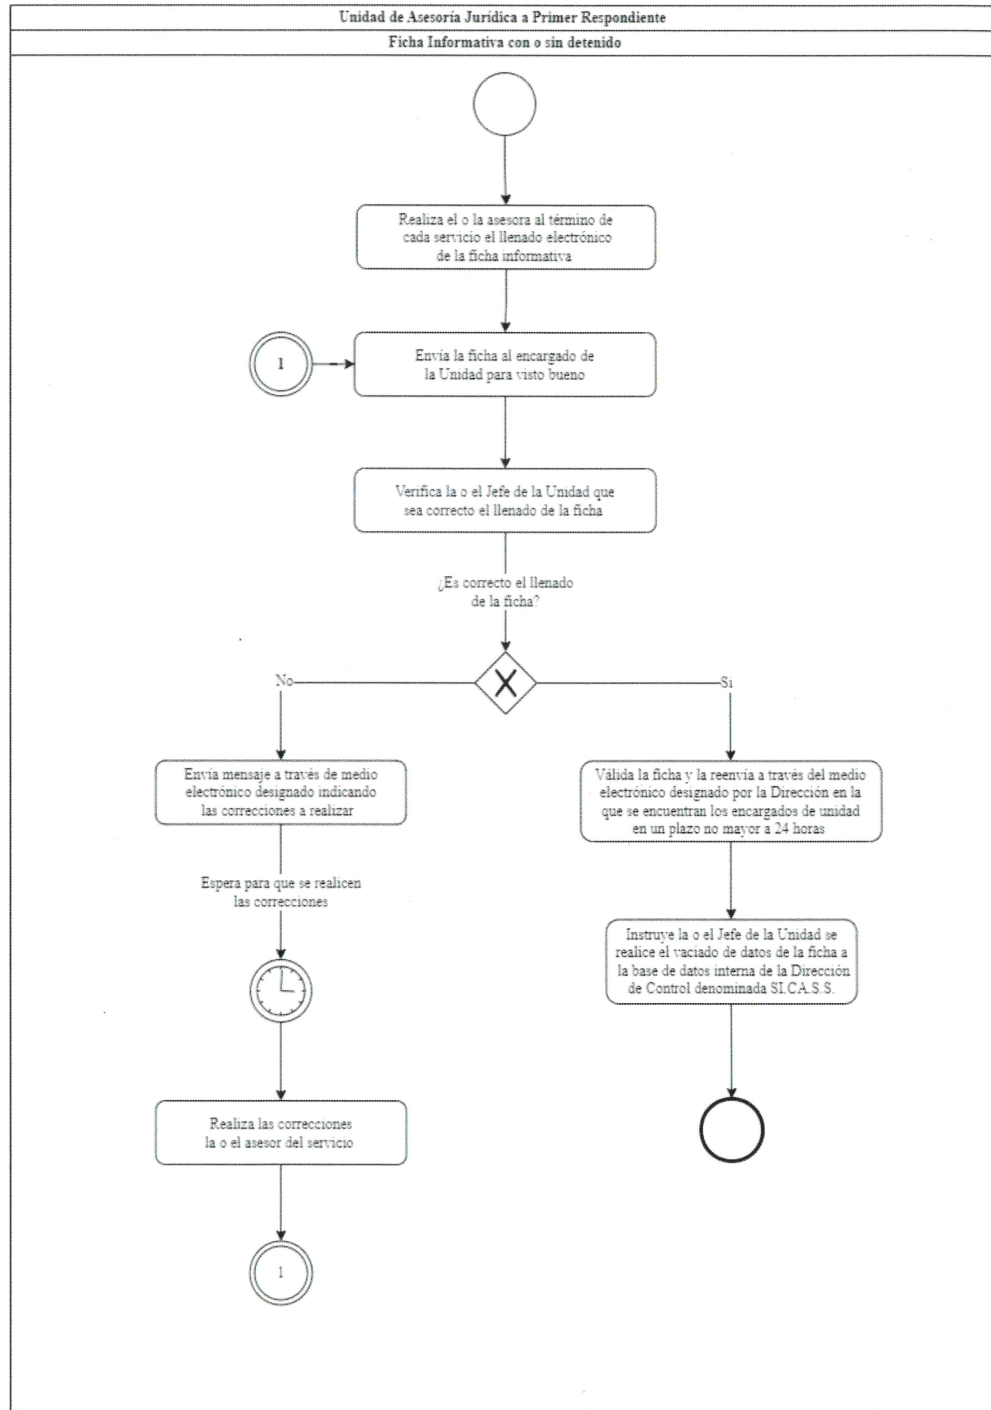 Unidad de Asesoría Jurídica a Primer Respondiente
Ficha Informativa con o sin detenido
Realiza el o la asesora al término de
cada servicio el llenado electrónico
de la ficha informativa
1
Envía la ficha al encargado de
la Unidad para visto bueno
Verifica la o el Jefe de la Unidad que
sea correcto el llenado de la ficha
¿Es correcto el llenado
de la ficha?
No
Si
Envía mensaje a través de medio
electrónico designado indicando
las correcciones a realizar
Válida la ficha y la reenvía a través del medio
electrónico designado por la Dirección en la
que se encuentran los encargados de unidad
en un plazo no mayor a 24 horas
Espera para que se realicen
las correcciones
Instruye la o el Jefe de la Unidad se
realice el vaciado de datos de la ficha a
la base de datos interna de la Dirección
de Control denominada SI.CA.S.S.
Realiza las correcciones
la o el asesor del servicio
1